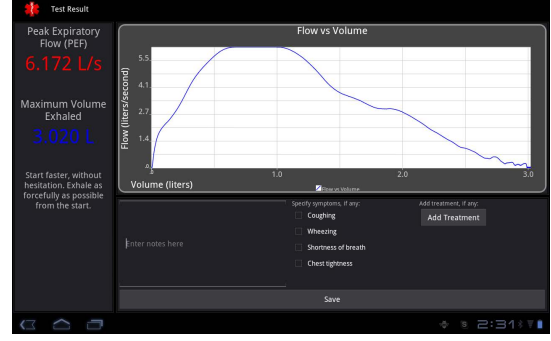 Test Result
Peak Expiratory
Flow (PEF)
6.172 L/s
Maximum Volume
Exhaled
3.020 L
Start faster, without
hesitation. Exhale as
forcefully as possible
from the start.
Flow vs Volume
Flow (liters/second)
5.5
4.1
2.7
1.4
.0
1.0
2.0
3.0
Volume (liters)
Flow vs Volume
Enter notes here
Specify symptoms, if any:
Coughing
Wheezing
Shortness of breath
Chest tightness
Add treatment, if any:
Add Treatment
Save
2:31